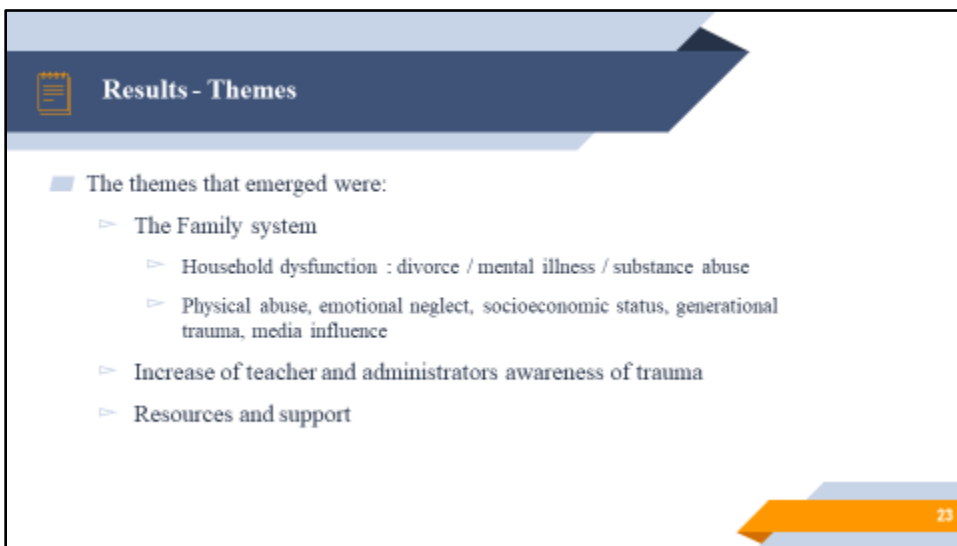 Results - Themes
The themes that emerged were:
The Family system
Household dysfunction : divorce / mental illness / substance abuse
Physical abuse, emotional neglect, socioeconomic status, generational
trauma, media influence
Increase of teacher and administrators awareness of trauma
Resources and support
23